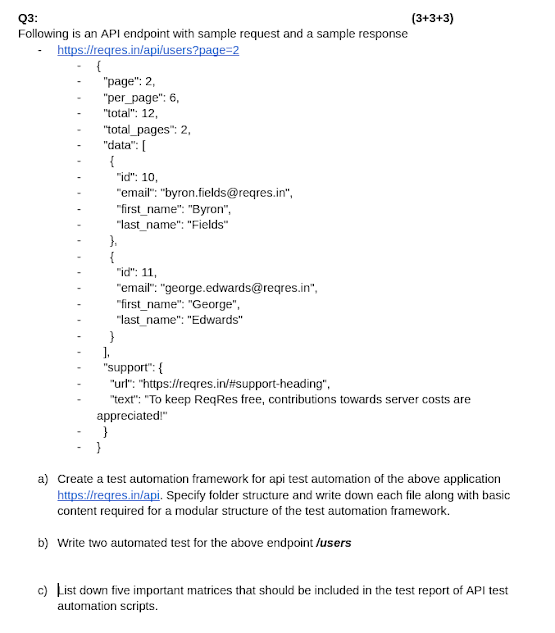 Q3: (3+3+3)
Following is an API endpoint with sample request and a sample response
- https://reqres.in/api/users?page=2
- {
- "page": 2,
- "per_page": 6,
- "total": 12,
- "total_pages": 2,
- "data": [
- {
- "id": 10,
- "email": "byron.fields@reqres.in",
- "first_name": "Byron",
- "last_name": "Fields"
- },
- {
- "id": 11,
- "email": "george.edwards@reqres.in",
- "first_name": "George",
- "last_name": "Edwards"
- }
- ],
- "support": {
- "url": "https://reqres.in/#support-heading",
- "text": "To keep ReqRes free, contributions towards server costs are
appreciated!"
- }
- }
a) Create a test automation framework for api test automation of the above application
https://reqres.in/api. Specify folder structure and write down each file along with basic
content required for a modular structure of the test automation framework.
b) Write two automated test for the above endpoint /users
c) List down five important matrices that should be included in the test report of API test
automation scripts.